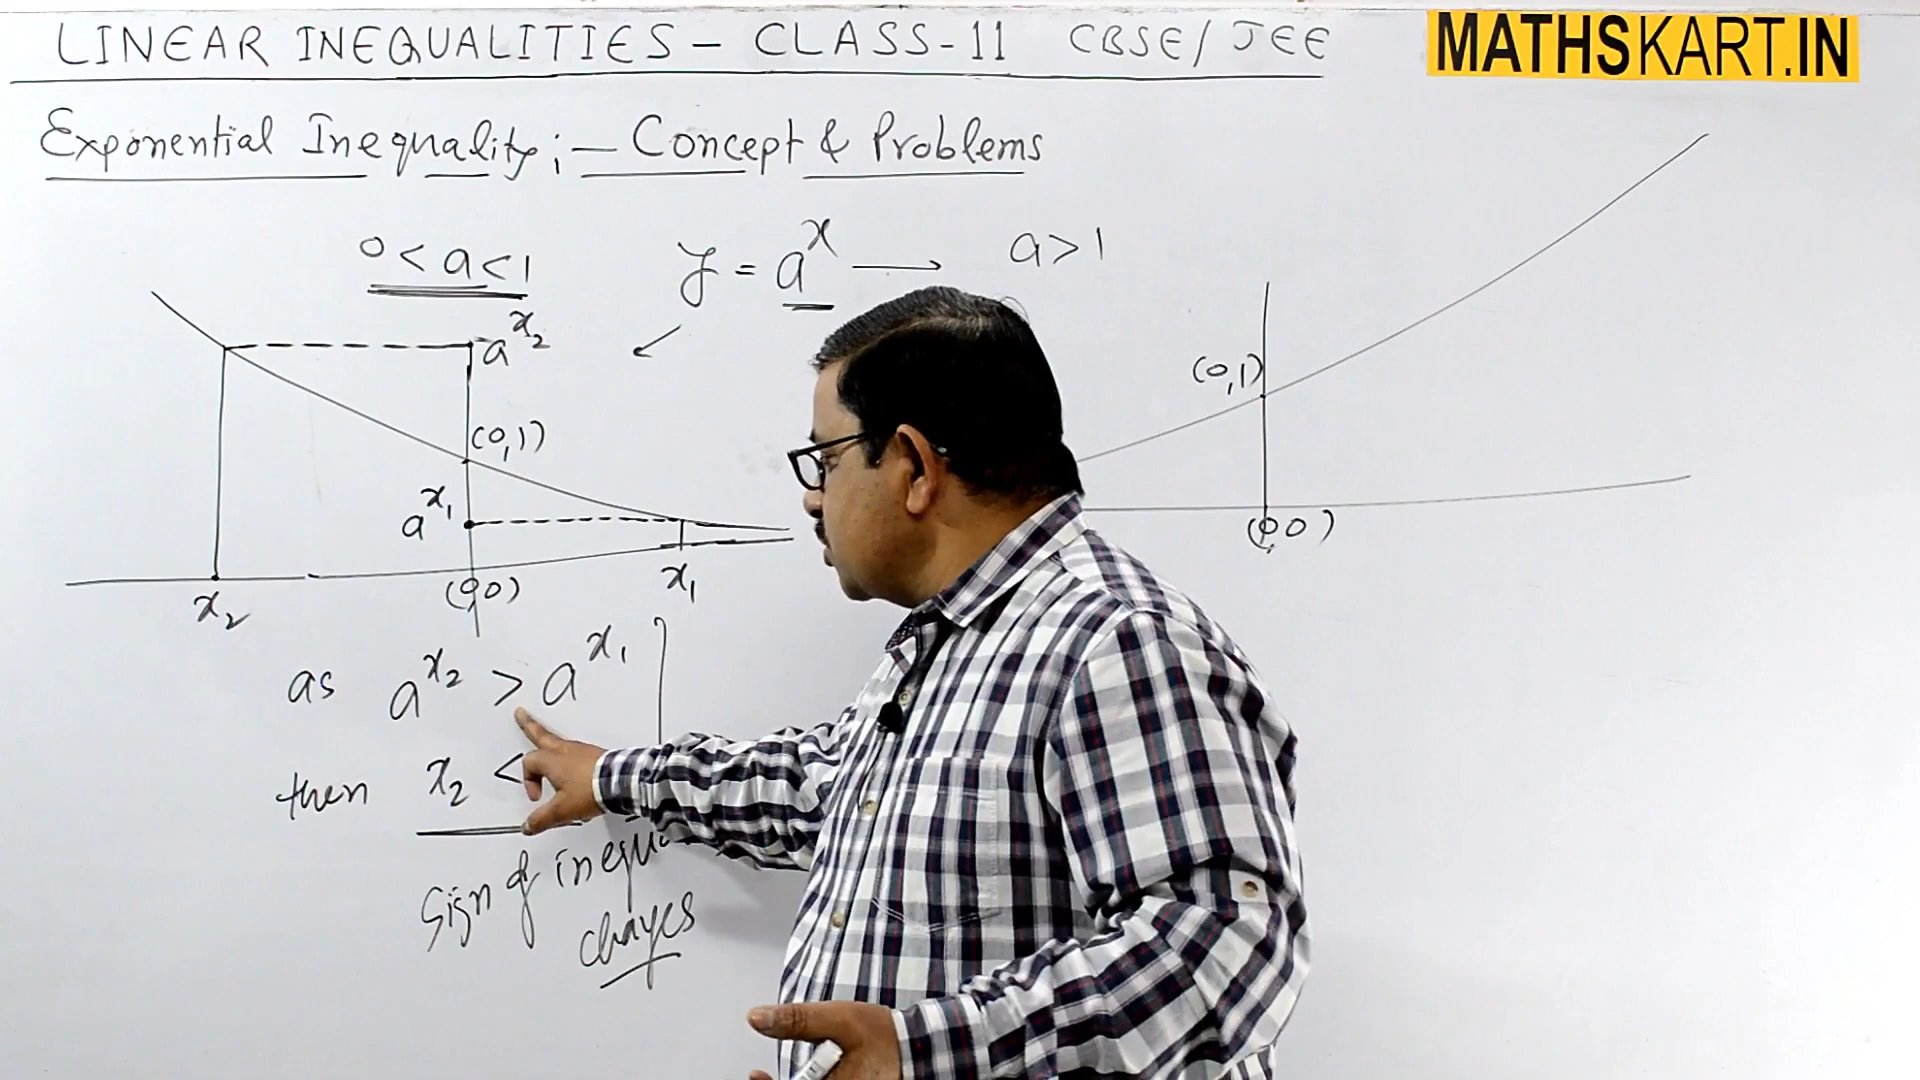 LINEAR INEQUALITIES – CLASS-11 CBSE/JEE
MATHSKART.IN
Exponential Inequality :– Concept & Problems
0 < a < 1
y = a^x ⟶ a > 1
a^x₂
(0,1)
a^x₁
x₂
(0,0)
x₁
(0,1)
(0,0)
as a^x₂ > a^x₁
then x₂ <
Sign of inequ
changes